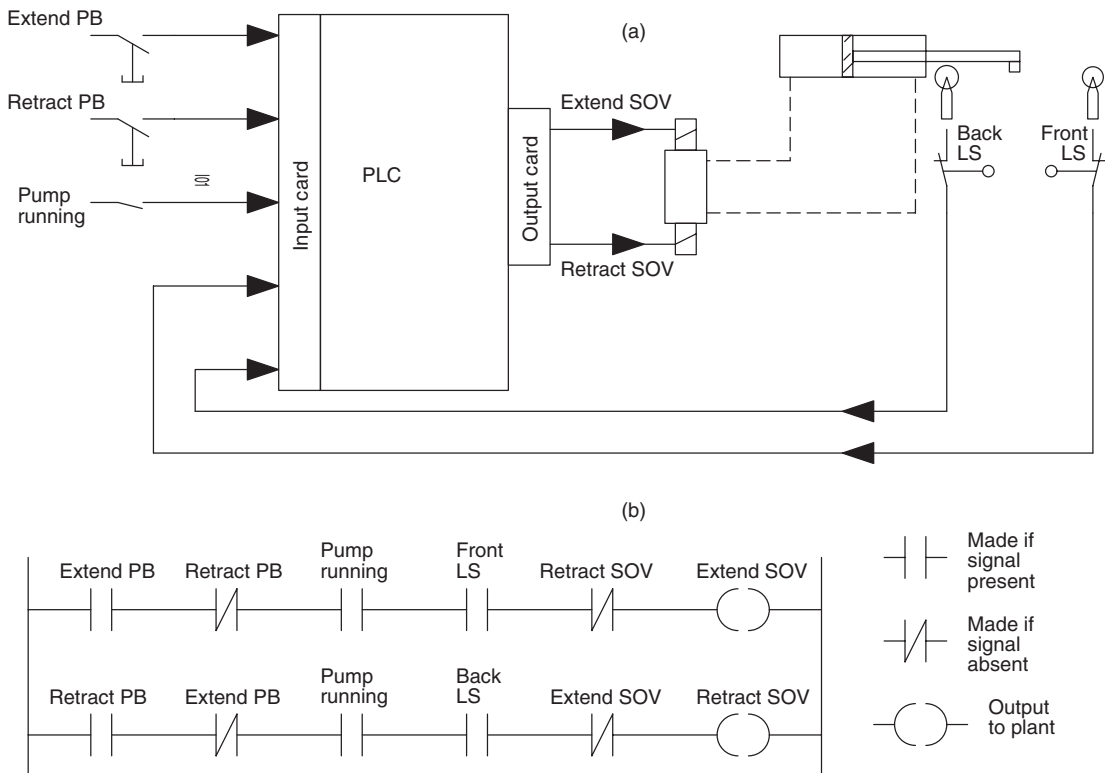 (a)
Extend PB
Retract PB
Pump
running
I01
Input card
PLC
Output card
Extend SOV
Retract SOV
Back
LS
Front
LS
(b)
Extend PB
Retract PB
Pump
running
Front
LS
Retract SOV
Extend SOV
Retract PB
Extend PB
Pump
running
Back
LS
Extend SOV
Retract SOV
Made if
signal
present
Made if
signal
absent
Output
to plant